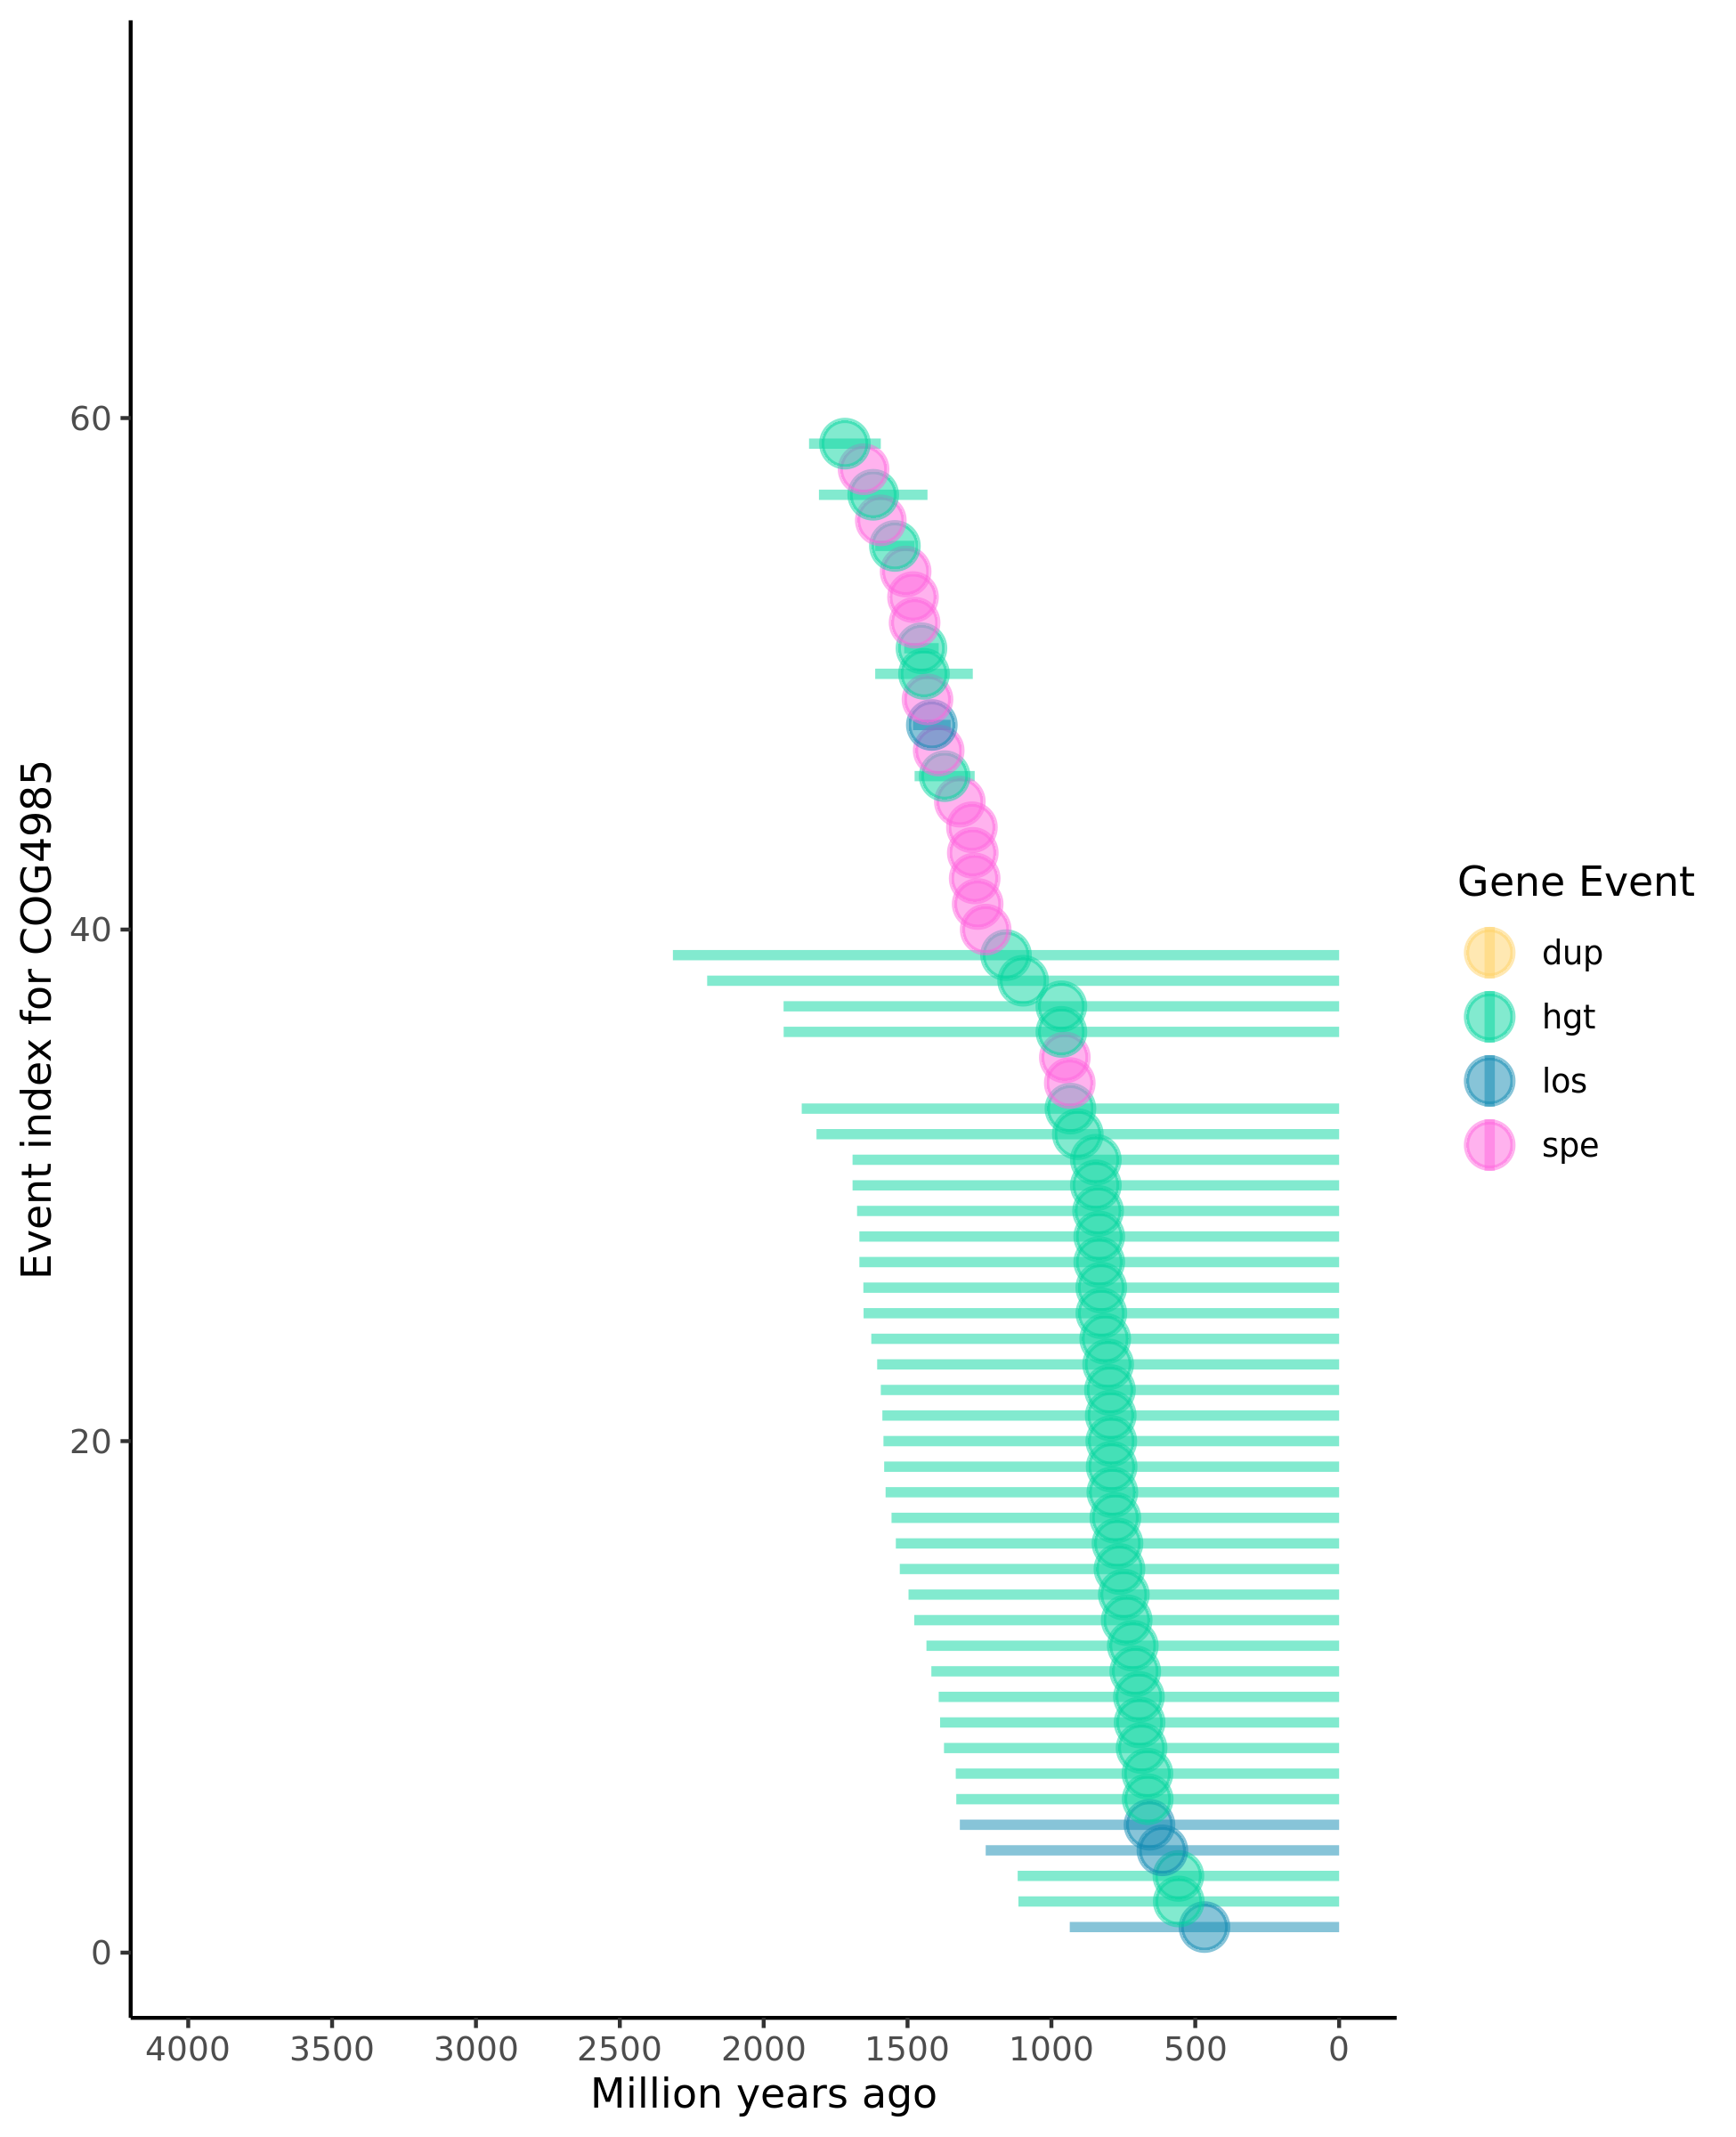 Event index for COG4985
60
40
20
0
4000 3500 3000 2500 2000 1500 1000 500 0
Million years ago
Gene Event
dup
hgt
los
spe